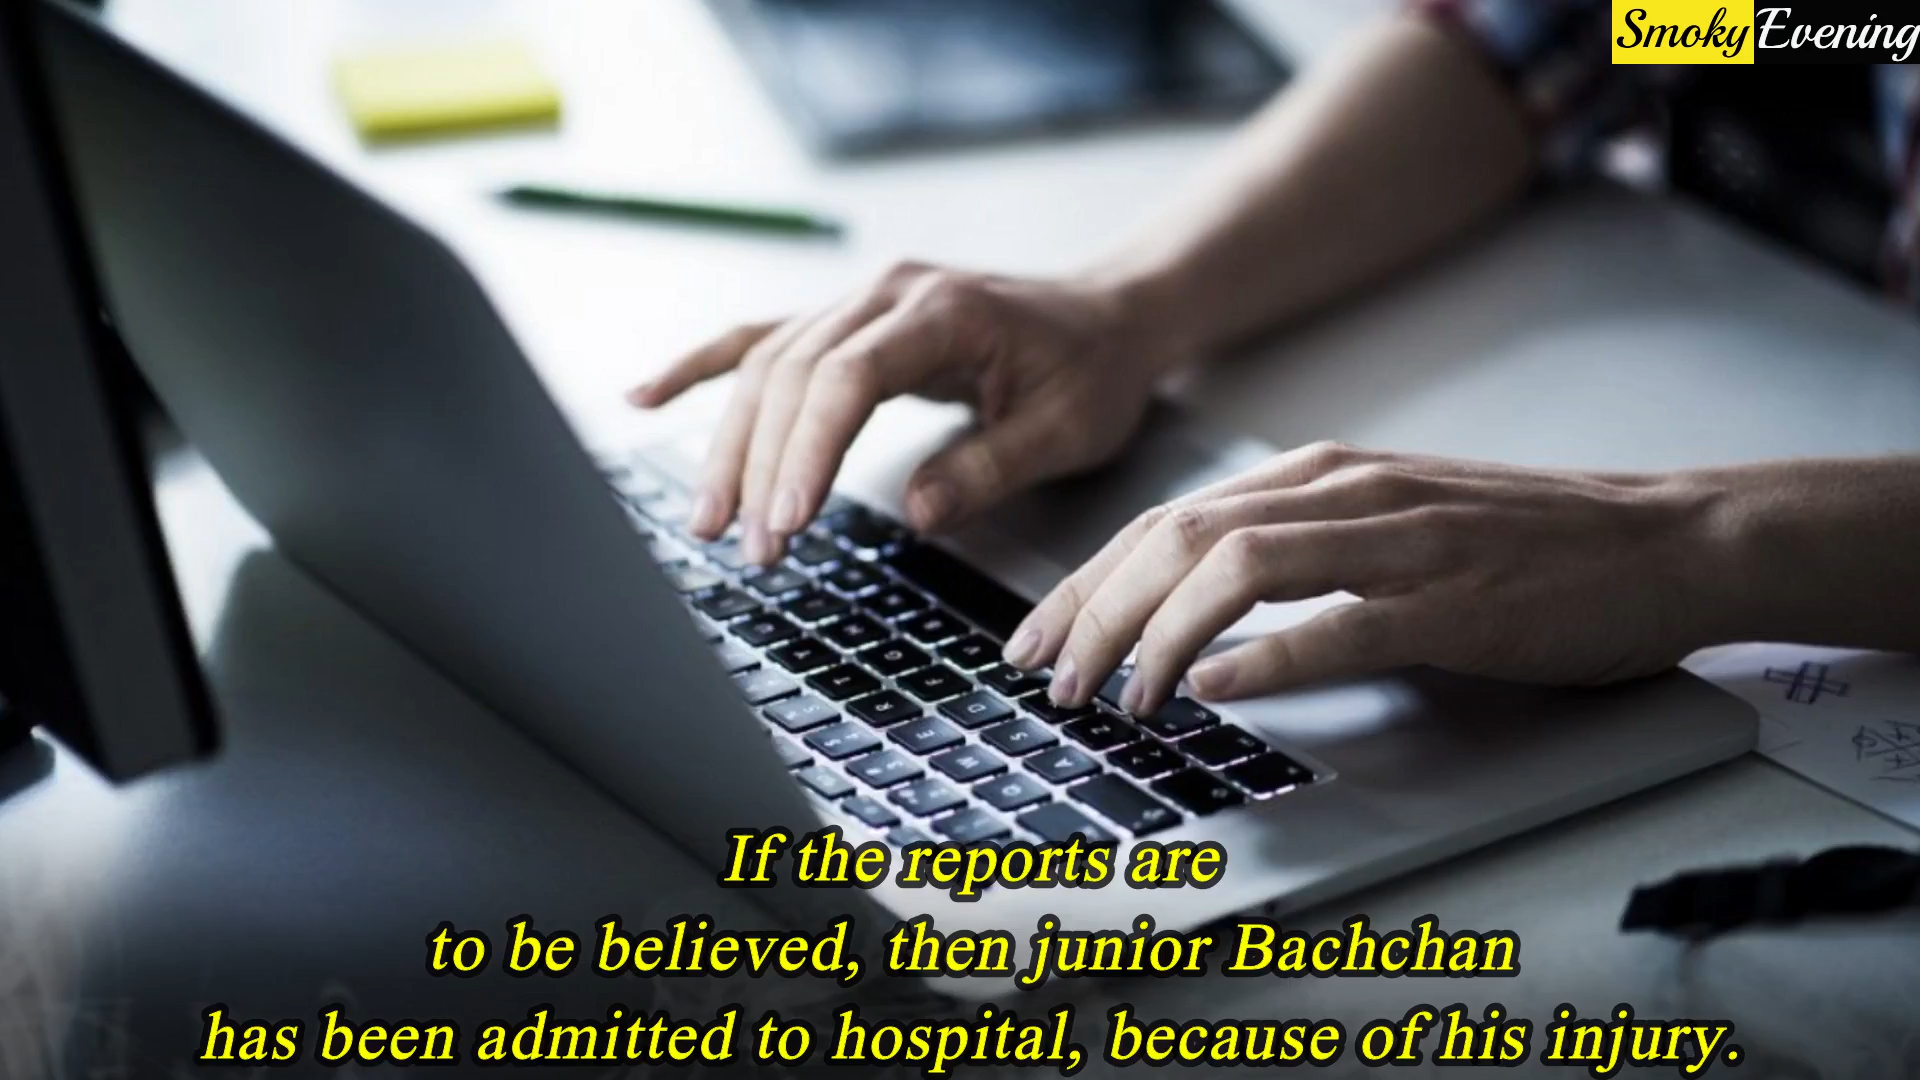 Smoky Evening
If the reports are
to be believed, then junior Bachchan
has been admitted to hospital, because of his injury.